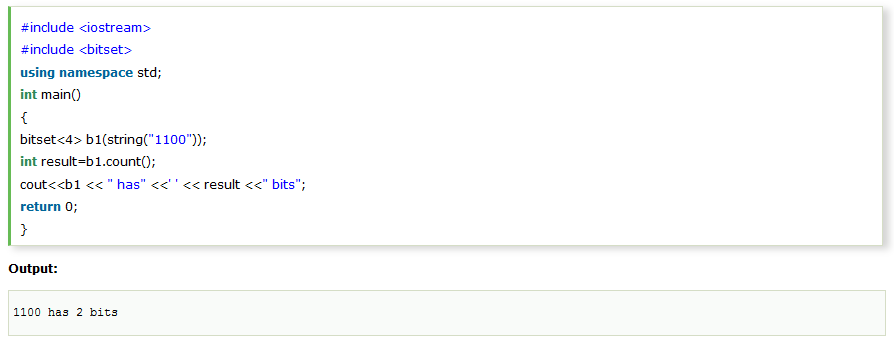 #include <iostream>
#include <bitset>
using namespace std;
int main()
{
bitset<4> b1(string("1100"));
int result=b1.count();
cout<<b1 << " has" <<' ' << result <<" bits";
return 0;
}
Output:
1100 has 2 bits